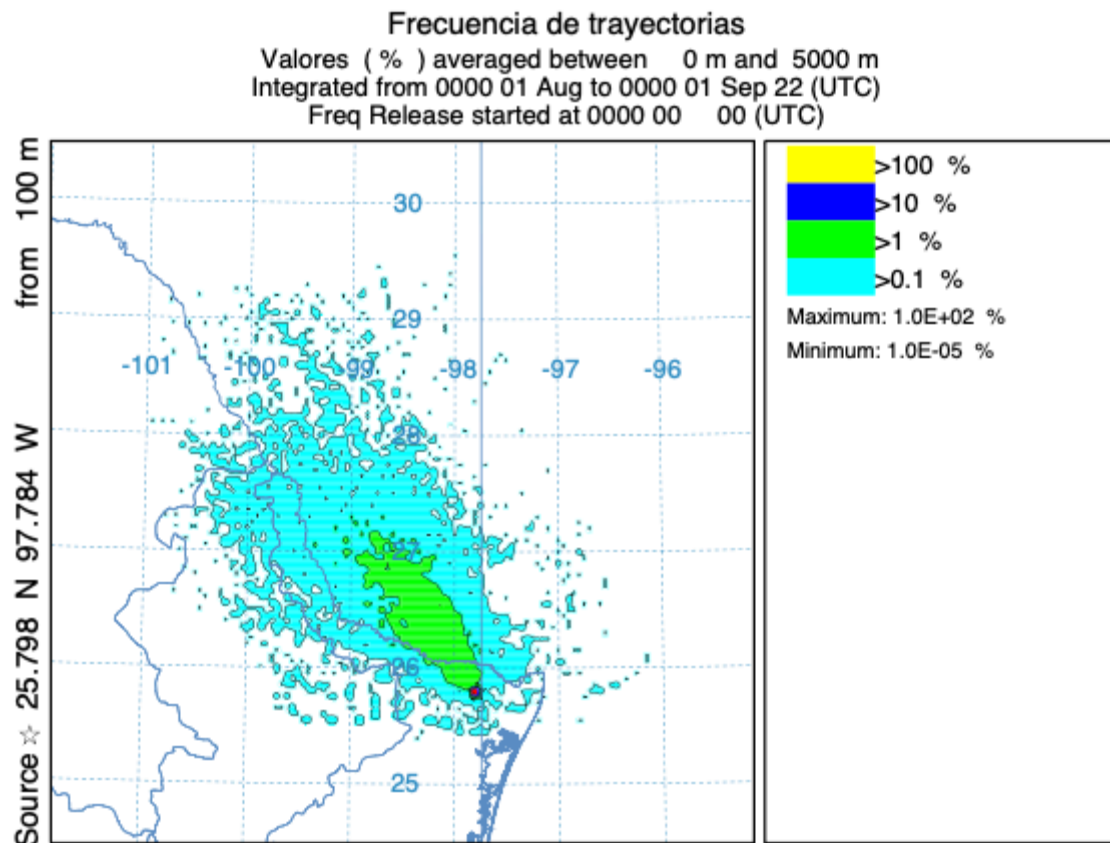 Frecuencia de trayectorias
Valores ( % ) averaged between 0 m and 5000 m
Integrated from 0000 01 Aug to 0000 01 Sep 22 (UTC)
Freq Release started at 0000 00 00 (UTC)
Source ☆ 25.798 N 97.784 W from 100 m
30
29
-101 -100 -99 -98 -97 -96
28
27
26
25
>100 %
>10 %
>1 %
>0.1 %
Maximum: 1.0E+02 %
Minimum: 1.0E-05 %